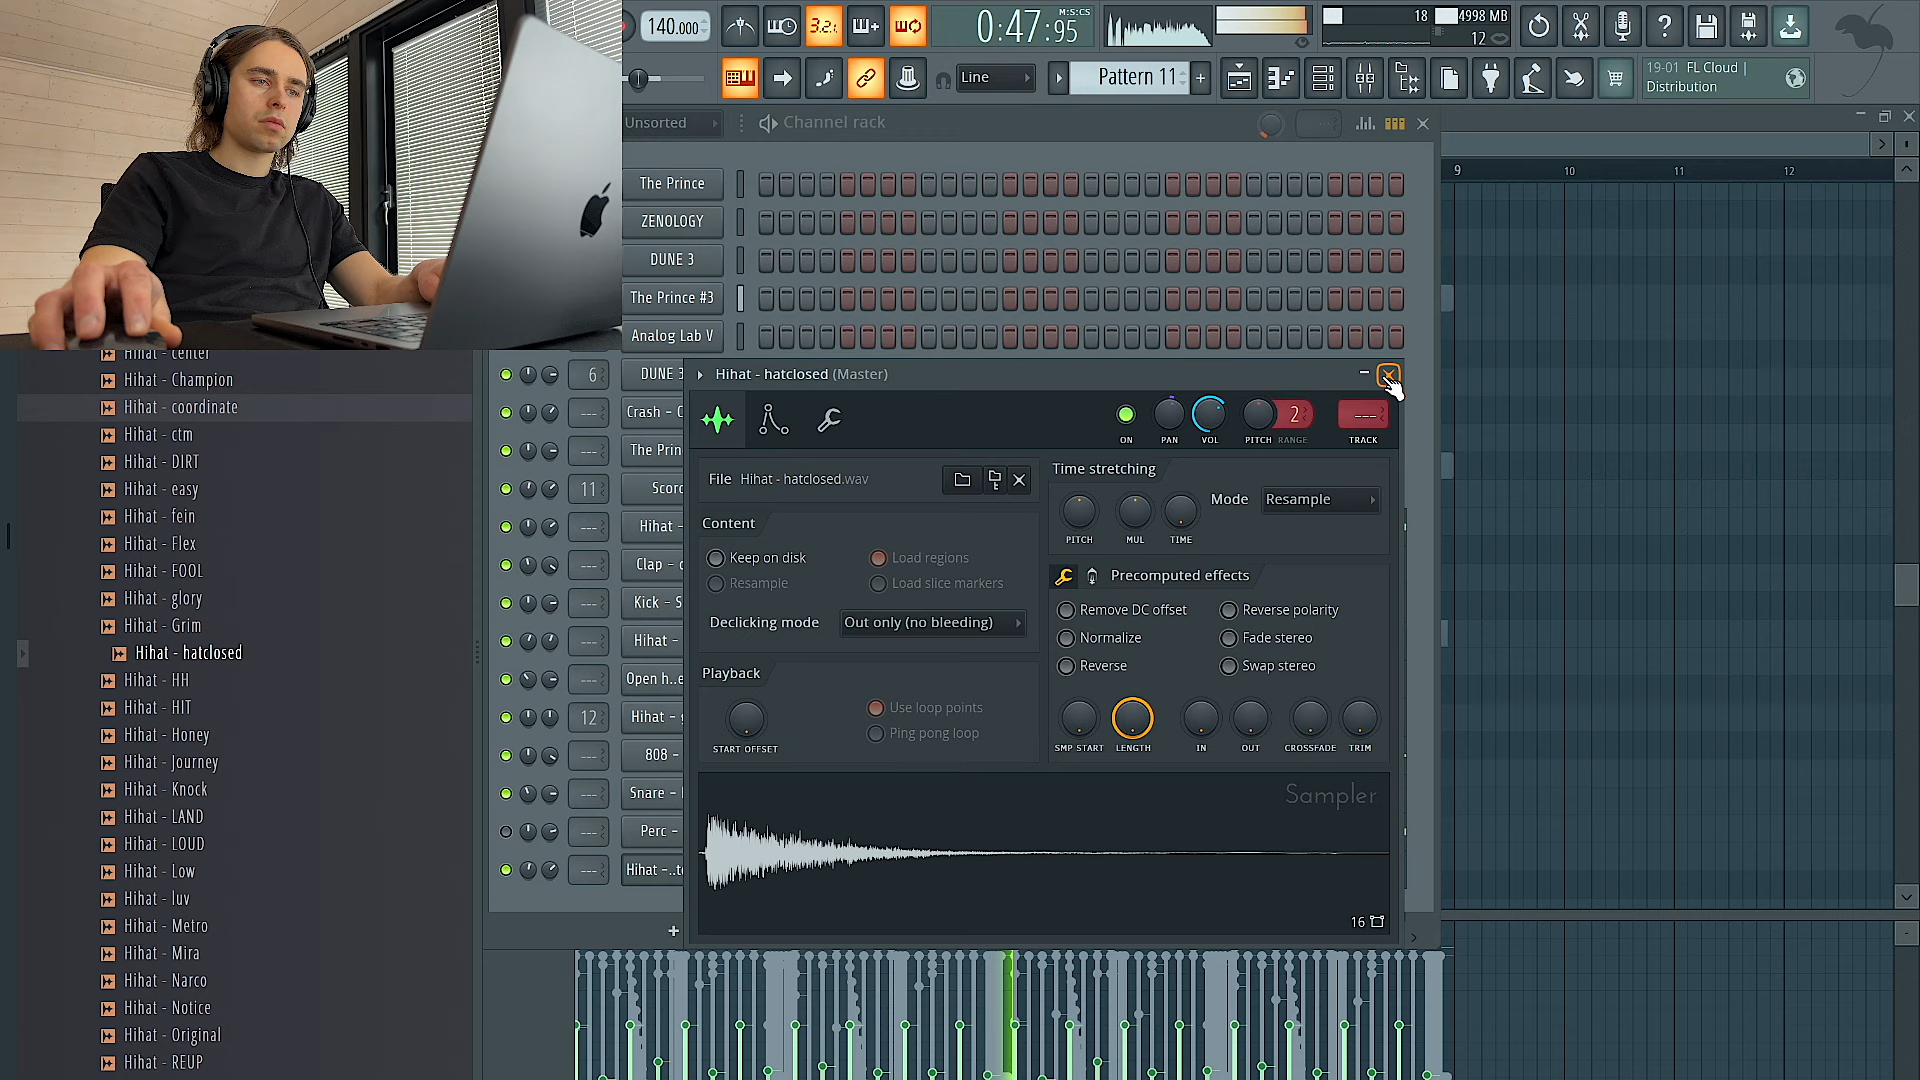 140.000
3.2.
0:47:95
M:S:CS
18
4998 MB
12
Line
Pattern 11
19-01 FL Cloud |
Distribution
Unsorted
Channel rack
9
10
11
12
The Prince
ZENOLOGY
DUNE 3
The Prince #3
Analog Lab V
6
DUNE 3
Crash - C
The Prin
11
Scorc
Hihat -
Clap -
Kick - S
Hihat -
Open h..e
12
Hihat -
808 -
Snare -
Perc -
Hihat -..t
Hihat - center
Hihat - Champion
Hihat - coordinate
Hihat - ctm
Hihat - DIRT
Hihat - easy
Hihat - fein
Hihat - Flex
Hihat - FOOL
Hihat - glory
Hihat - Grim
Hihat - hatclosed
Hihat - HH
Hihat - HIT
Hihat - Honey
Hihat - Journey
Hihat - Knock
Hihat - LAND
Hihat - LOUD
Hihat - Low
Hihat - luv
Hihat - Metro
Hihat - Mira
Hihat - Narco
Hihat - Notice
Hihat - Original
Hihat - REUP
Hihat - hatclosed (Master)
2
ON
PAN
VOL
PITCH
RANGE
TRACK
File Hihat - hatclosed.wav
Content
Keep on disk
Load regions
Resample
Load slice markers
Declicking mode
Out only (no bleeding)
Playback
START OFFSET
Use loop points
Ping pong loop
Time stretching
PITCH
MUL
TIME
Mode
Resample
Precomputed effects
Remove DC offset
Reverse polarity
Normalize
Fade stereo
Reverse
Swap stereo
SMP START
LENGTH
IN
OUT
CROSSFADE
TRIM
Sampler
16